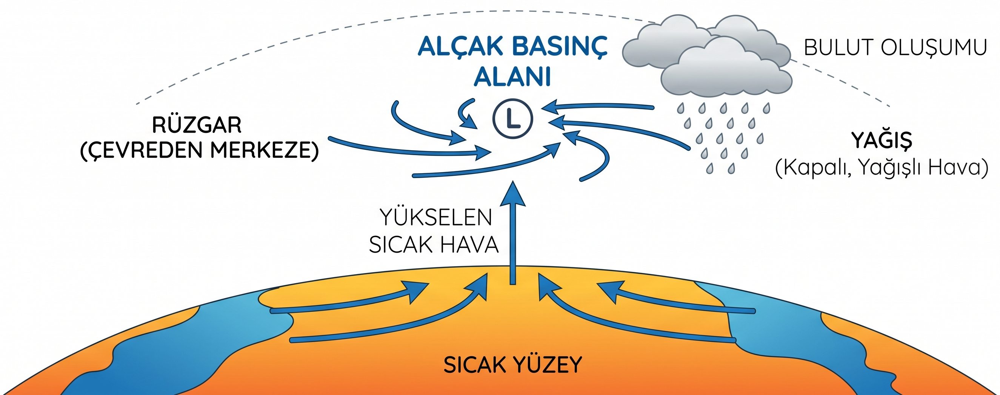 ALÇAK BASINÇ
ALANI
BULUT OLUŞUMU
L
RÜZGAR
(ÇEVREDEN MERKEZE)
YAĞIŞ
(Kapalı, Yağışlı Hava)
YÜKSELEN
SICAK HAVA
SICAK YÜZEY